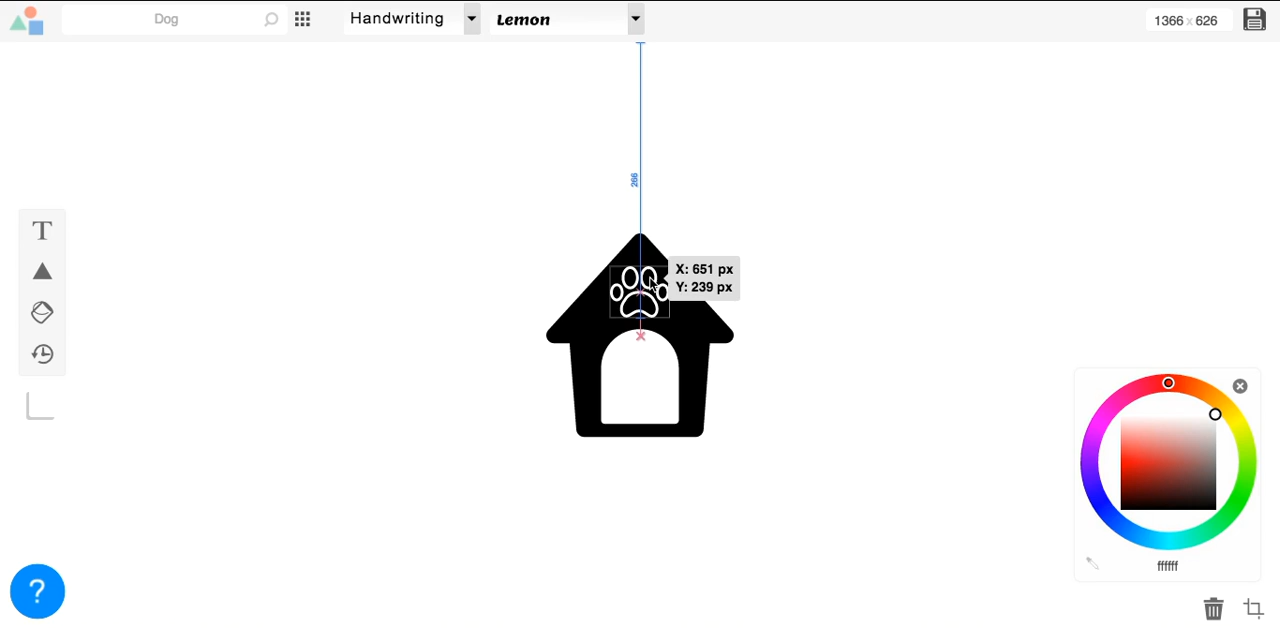 Dog
Handwriting
Lemon
1366 x 626
266
X: 651 px
Y: 239 px
T
ffffff
?